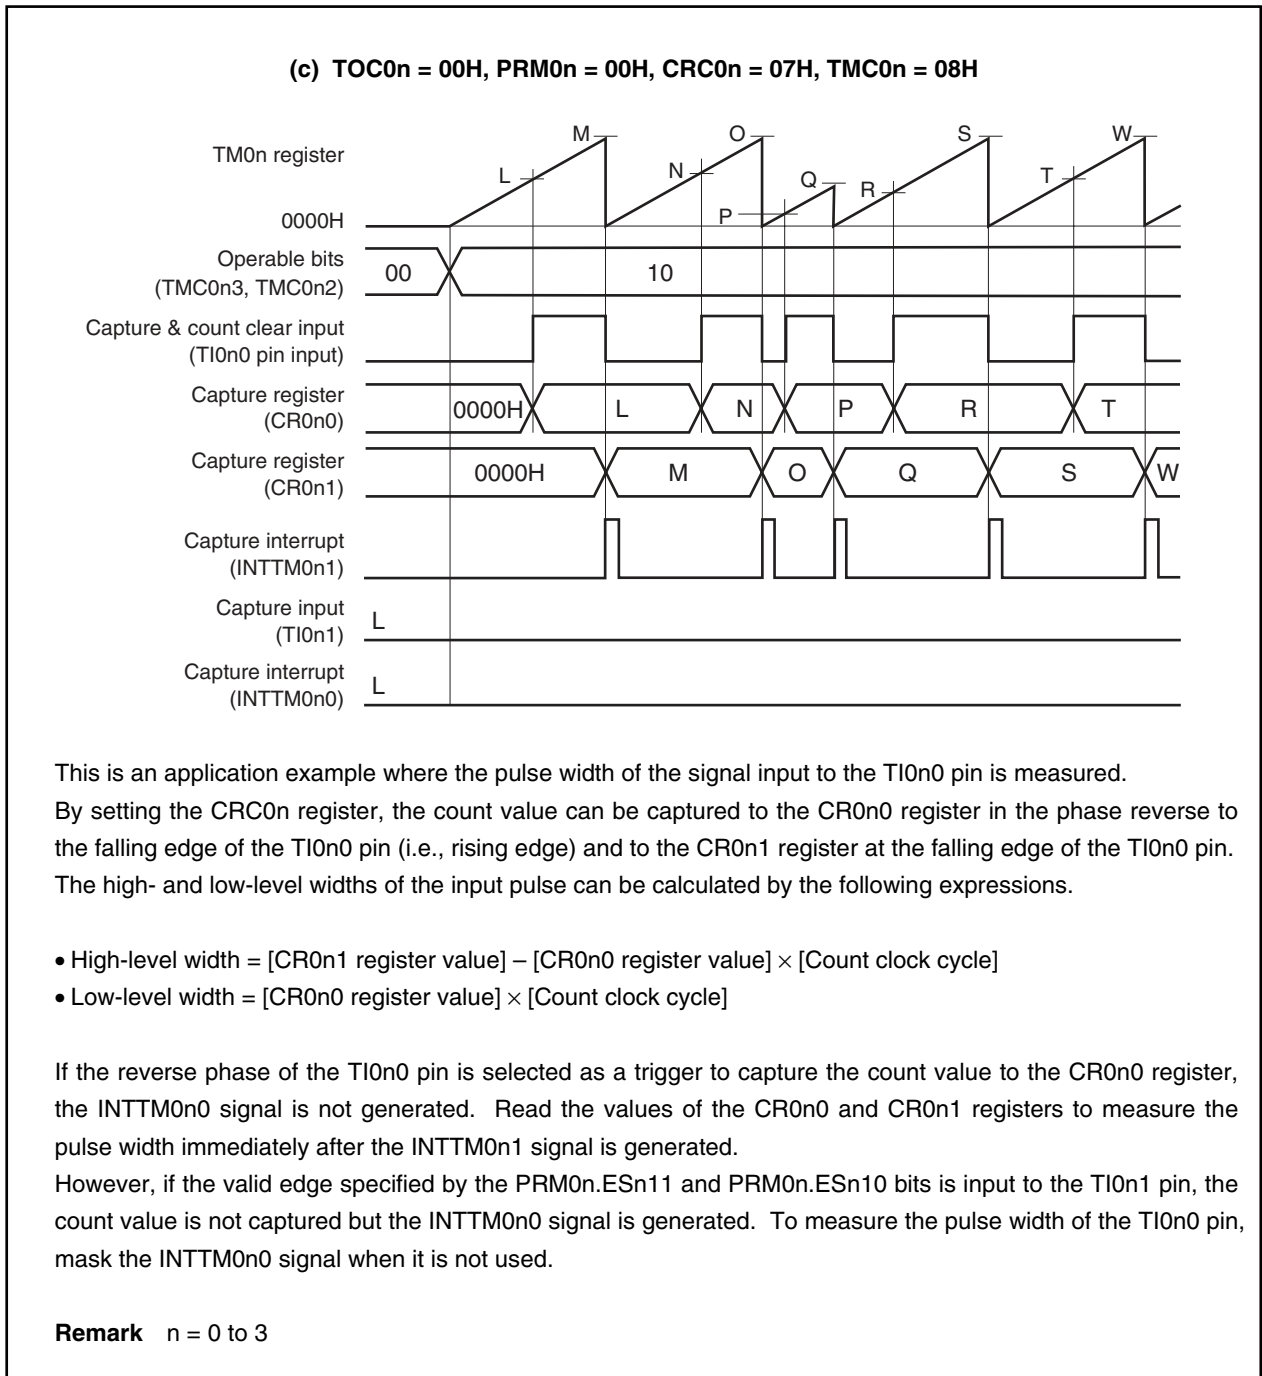 (c) TOC0n = 00H, PRM0n = 00H, CRC0n = 07H, TMC0n = 08H
M
O
S
W
TM0n register
L
N
Q
R
T
P
0000H
Operable bits
(TMC0n3, TMC0n2)
00
10
Capture & count clear input
(TI0n0 pin input)
Capture register
(CR0n0)
0000H
L
N
P
R
T
Capture register
(CR0n1)
0000H
M
O
Q
S
W
Capture interrupt
(INTTM0n1)
Capture input
(TI0n1)
L
Capture interrupt
(INTTM0n0)
L
This is an application example where the pulse width of the signal input to the TI0n0 pin is measured.
By setting the CRC0n register, the count value can be captured to the CR0n0 register in the phase reverse to
the falling edge of the TI0n0 pin (i.e., rising edge) and to the CR0n1 register at the falling edge of the TI0n0 pin.
The high- and low-level widths of the input pulse can be calculated by the following expressions.
• High-level width = [CR0n1 register value] – [CR0n0 register value] × [Count clock cycle]
• Low-level width = [CR0n0 register value] × [Count clock cycle]
If the reverse phase of the TI0n0 pin is selected as a trigger to capture the count value to the CR0n0 register,
the INTTM0n0 signal is not generated. Read the values of the CR0n0 and CR0n1 registers to measure the
pulse width immediately after the INTTM0n1 signal is generated.
However, if the valid edge specified by the PRM0n.ESn11 and PRM0n.ESn10 bits is input to the TI0n1 pin, the
count value is not captured but the INTTM0n0 signal is generated. To measure the pulse width of the TI0n0 pin,
mask the INTTM0n0 signal when it is not used.
Remark n = 0 to 3